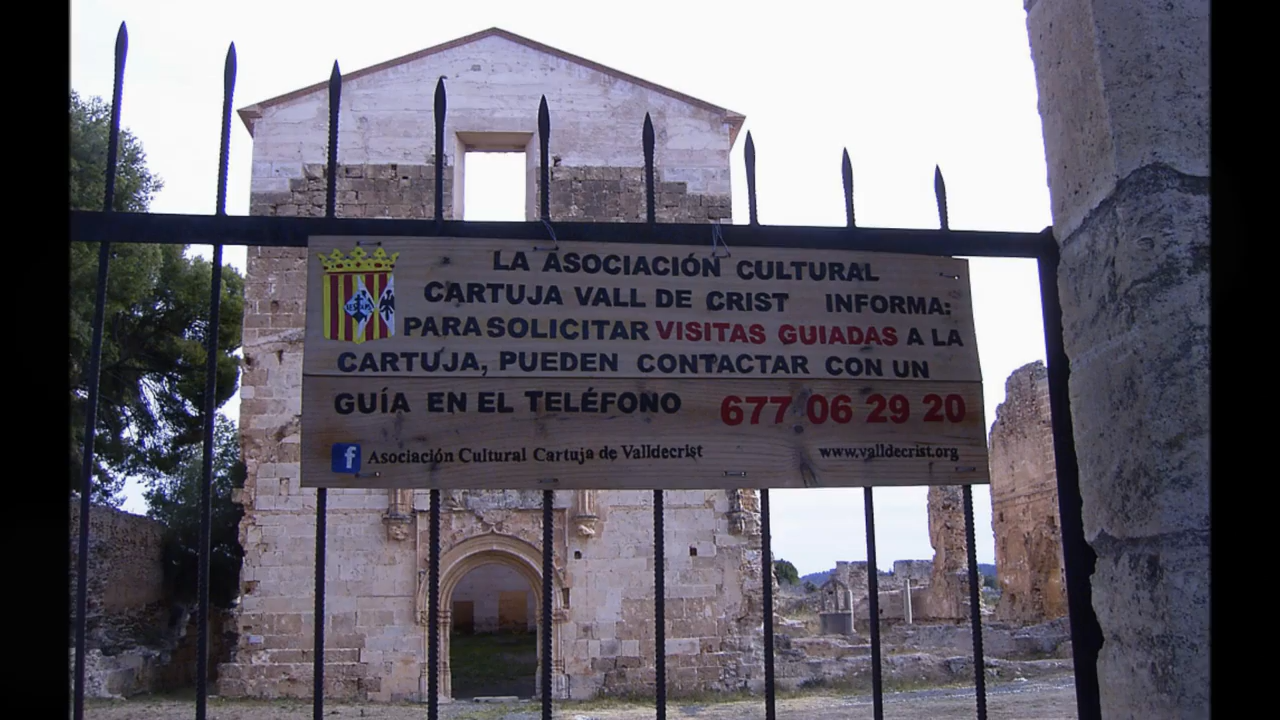 LA ASOCIACIÓN CULTURAL
CARTUJA VALL DE CRIST INFORMA:
PARA SOLICITAR VISITAS GUIADAS A LA
CARTUJA, PUEDEN CONTACTAR CON UN
GUÍA EN EL TELÉFONO 677 06 29 20
f Asociación Cultural Cartuja de Valldecrist www.valldecrist.org